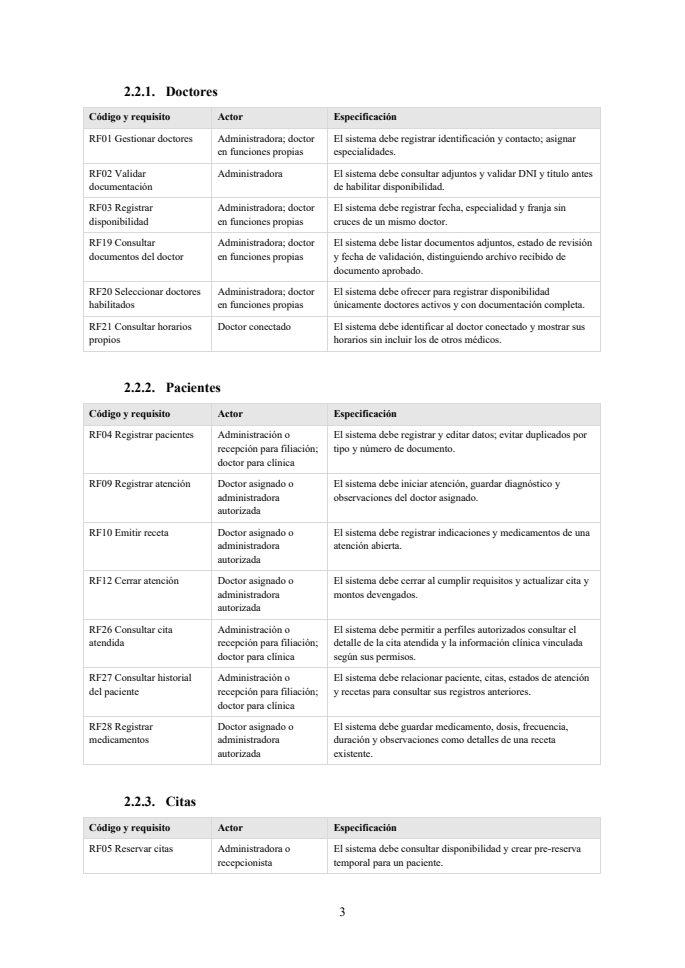 2.2.1. Doctores
Código y requisito Actor Especificación
RF01 Gestionar doctores Administradora; doctor El sistema debe registrar identificación y contacto; asignar
en funciones propias especialidades.
RF02 Validar Administradora El sistema debe consultar adjuntos y validar DNI y título antes
documentación de habilitar disponibilidad.
RF03 Registrar Administradora; doctor El sistema debe registrar fecha, especialidad y franja sin
disponibilidad en funciones propias cruces de un mismo doctor.
RF19 Consultar Administradora; doctor El sistema debe listar documentos adjuntos, estado de revisión
documentos del doctor en funciones propias y fecha de validación, distinguiendo archivo recibido de
documento aprobado.
RF20 Seleccionar doctores Administradora; doctor El sistema debe ofrecer para registrar disponibilidad
habilitados en funciones propias únicamente doctores activos y con documentación completa.
RF21 Consultar horarios Doctor conectado El sistema debe identificar al doctor conectado y mostrar sus
propios horarios sin incluir los de otros médicos.
2.2.2. Pacientes
Código y requisito Actor Especificación
RF04 Registrar pacientes Administración o El sistema debe registrar y editar datos; evitar duplicados por
recepción para filiación; tipo y número de documento.
doctor para clínica
RF09 Registrar atención Doctor asignado o El sistema debe iniciar atención, guardar diagnóstico y
administradora observaciones del doctor asignado.
autorizada
RF10 Emitir receta Doctor asignado o El sistema debe registrar indicaciones y medicamentos de una
administradora atención abierta.
autorizada
RF12 Cerrar atención Doctor asignado o El sistema debe cerrar al cumplir requisitos y actualizar cita y
administradora montos devengados.
autorizada
RF26 Consultar cita Administración o El sistema debe permitir a perfiles autorizados consultar el
atendida recepción para filiación; detalle de la cita atendida y la información clínica vinculada
doctor para clínica según sus permisos.
RF27 Consultar historial Administración o El sistema debe relacionar paciente, citas, estados de atención
del paciente recepción para filiación; y recetas para consultar sus registros anteriores.
doctor para clínica
RF28 Registrar Doctor asignado o El sistema debe guardar medicamento, dosis, frecuencia,
medicamentos administradora duración y observaciones como detalles de una receta
autorizada existente.
2.2.3. Citas
Código y requisito Actor Especificación
RF05 Reservar citas Administradora o El sistema debe consultar disponibilidad y crear pre-reserva
recepcionista temporal para un paciente.
3